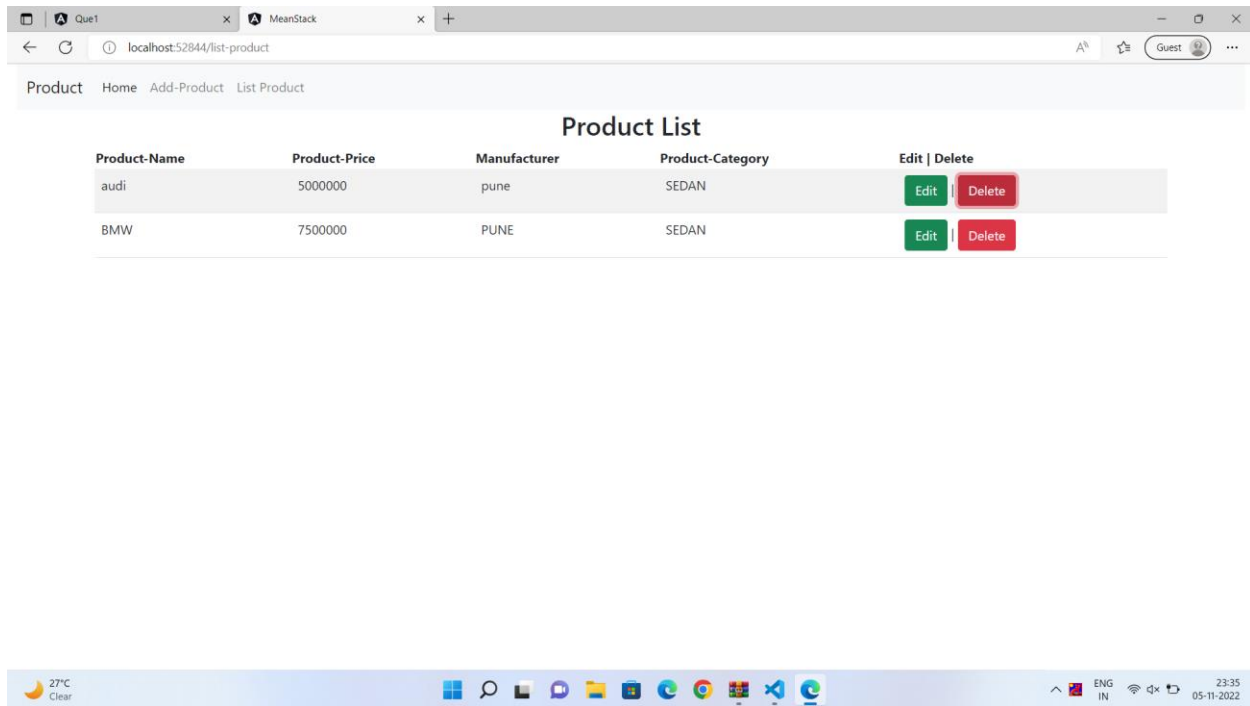 Que1 MeanStack
localhost:52844/list-product Guest
Product Home Add-Product List Product
Product List
Product-Name Product-Price Manufacturer Product-Category Edit | Delete
audi 5000000 pune SEDAN Edit | Delete
BMW 7500000 PUNE SEDAN Edit | Delete
27°C
Clear
ENG
IN
23:35
05-11-2022